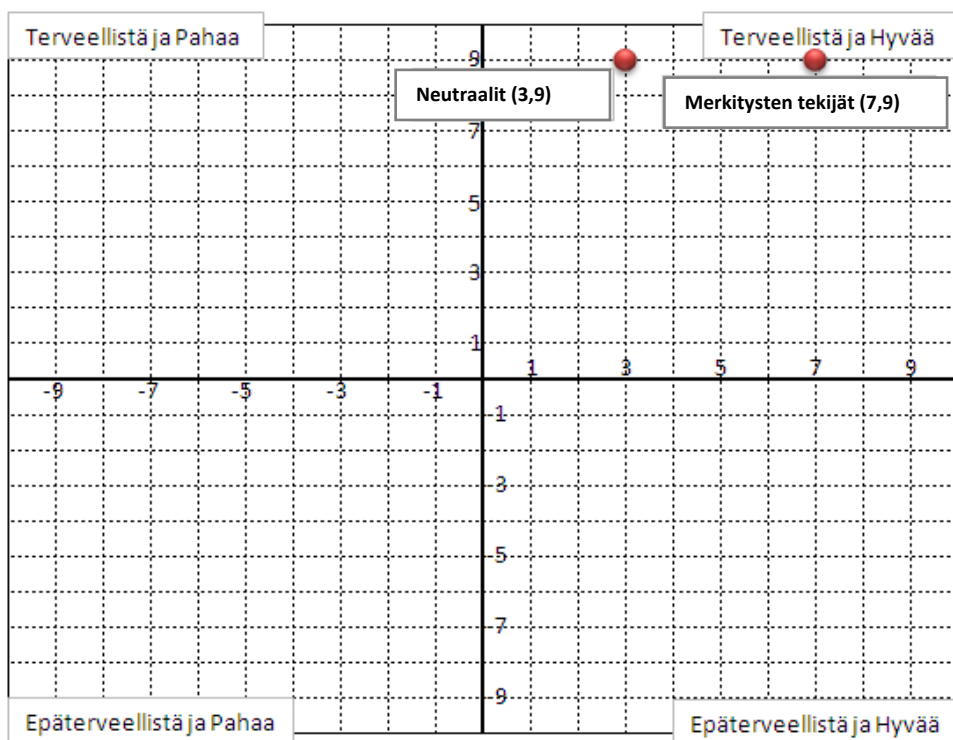 Terveellistä ja Pahaa
Terveellistä ja Hyvää
9
Neutraalit (3,9)
Merkitysten tekijät (7,9)
7
5
3
1
1 3 5 7 9
-9 -7 -5 -3 -1
-1
-3
-5
-7
-9
Epäterveellistä ja Pahaa
Epäterveellistä ja Hyvää